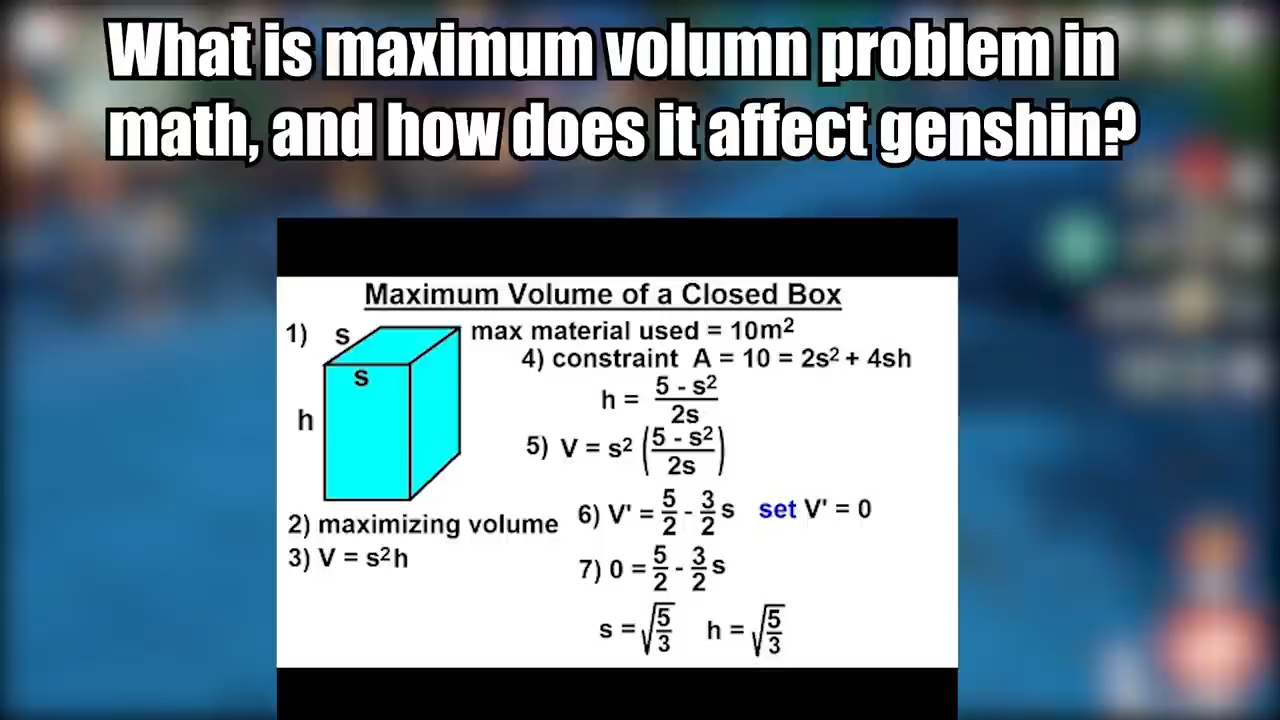 What is maximum volumn problem in
math, and how does it affect genshin?
Maximum Volume of a Closed Box
1) s max material used = 10m²
s
h
4) constraint A = 10 = 2s² + 4sh
h = (5 - s²)/(2s)
5) V = s² ((5 - s²)/(2s))
2) maximizing volume
3) V = s²h
6) V' = 5/2 - 3/2 s set V' = 0
7) 0 = 5/2 - 3/2 s
s = √(5/3) h = √(5/3)